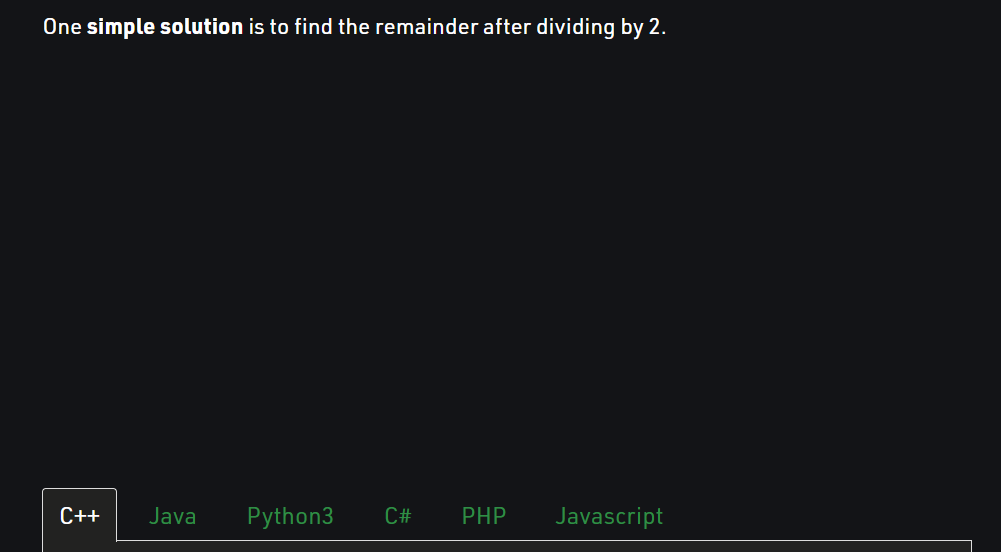 One simple solution is to find the remainder after dividing by 2.
C++ Java Python3 C# PHP Javascript